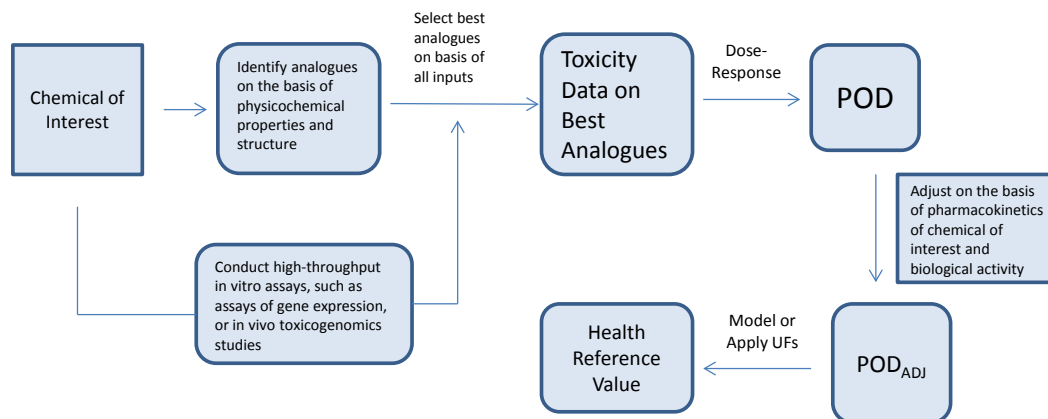 Chemical of
Interest
Identify analogues
on the basis of
physicochemical
properties and
structure
Select best
analogues
on basis of
all inputs
Toxicity
Data on
Best
Analogues
Dose-
Response
POD
Adjust on the basis
of pharmacokinetics
of chemical of
interest and
biological activity
Conduct high-throughput
in vitro assays, such as
assays of gene expression,
or in vivo toxicogenomics
studies
Health
Reference
Value
Model or
Apply UFs
POD_ADJ